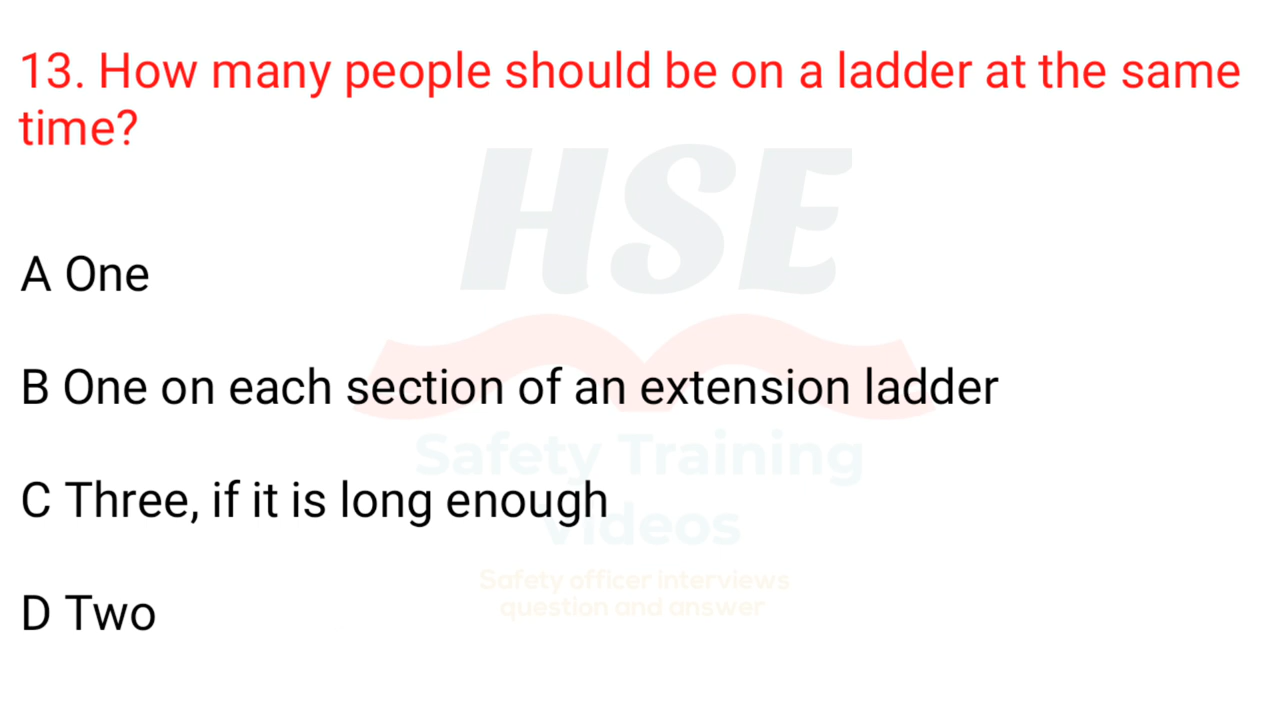 13. How many people should be on a ladder at the same
time?
HSE
A One
B One on each section of an extension ladder
Safety Training
C Three, if it is long enough
Videos
Safety officer interviews
question and answer
D Two